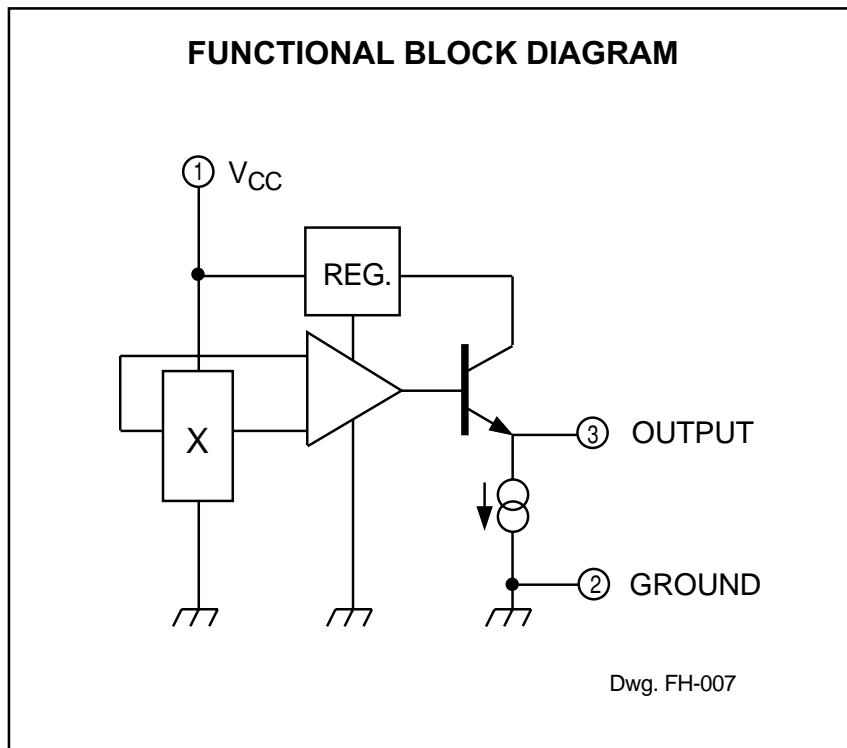 FUNCTIONAL BLOCK DIAGRAM
1 VCC
REG.
X
3 OUTPUT
2 GROUND
Dwg. FH-007